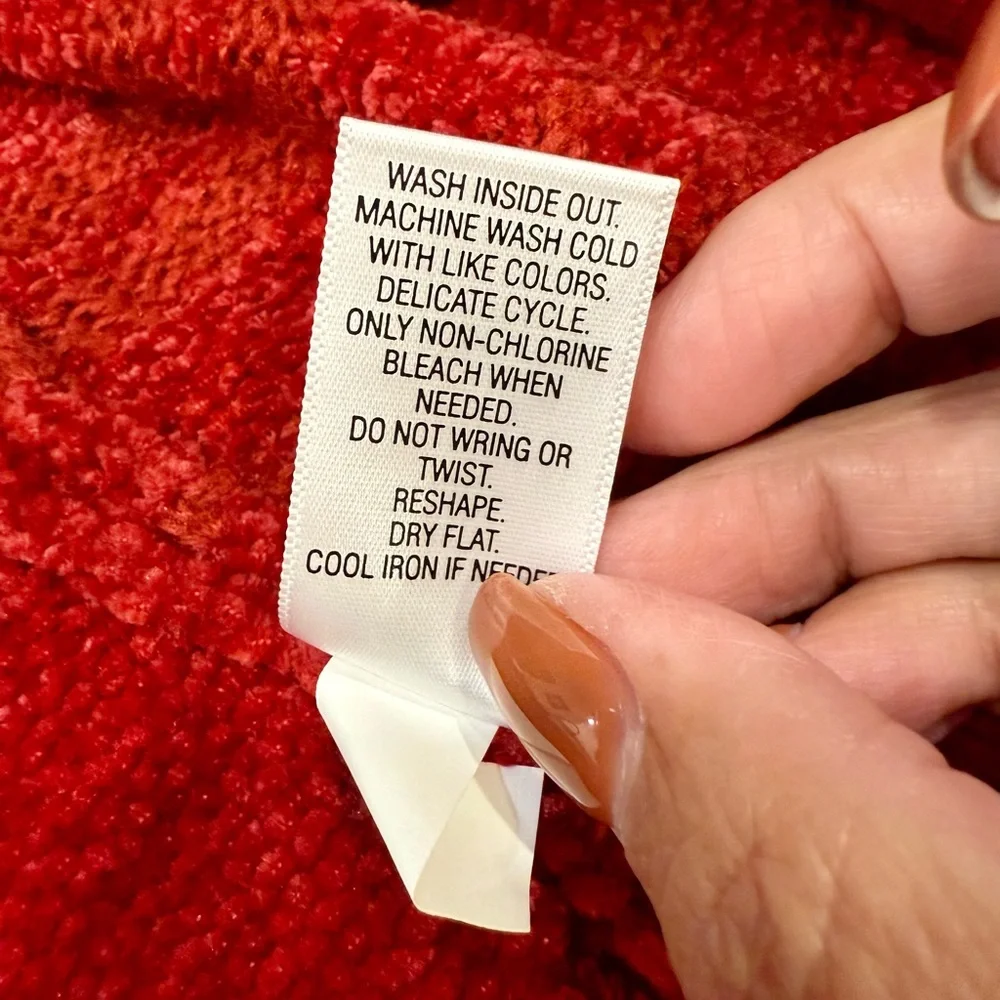 WASH INSIDE OUT.
MACHINE WASH COLD
WITH LIKE COLORS.
DELICATE CYCLE.
ONLY NON-CHLORINE
BLEACH WHEN
NEEDED.
DO NOT WRING OR
TWIST.
RESHAPE.
DRY FLAT.
COOL IRON IF